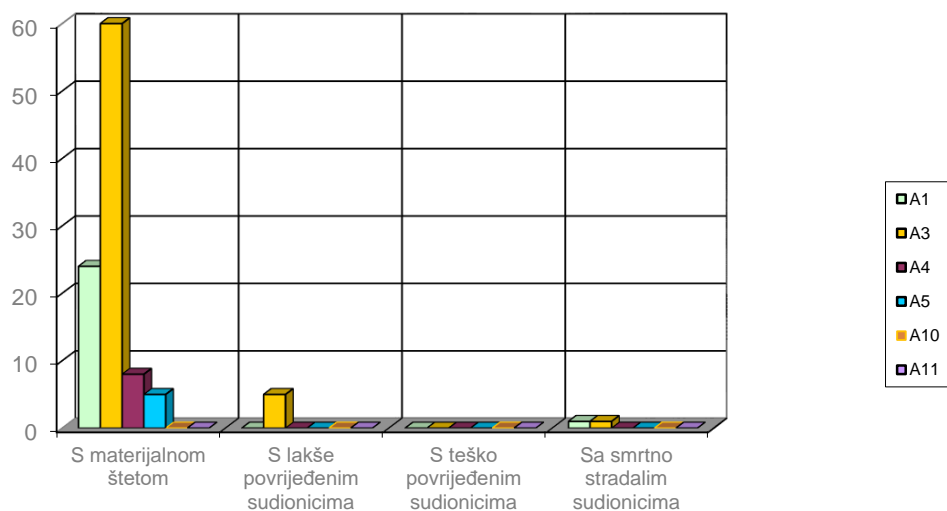 60
50
40
30
20
10
0
S materijalnom
štetom
S lakše
povrijeđenim
sudionicima
S teško
povrijeđenim
sudionicima
Sa smrtno
stradalim
sudionicima
A1
A3
A4
A5
A10
A11